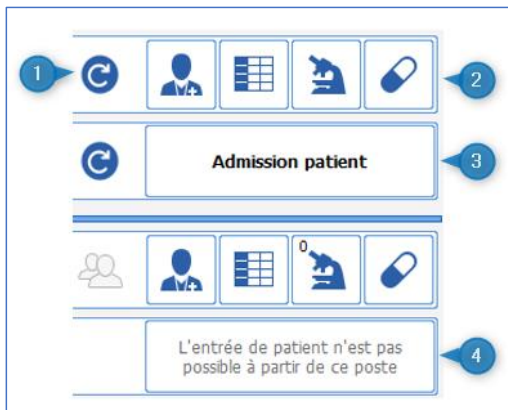 1
2
Admission patient
3
0
L'entrée de patient n'est pas
possible à partir de ce poste
4